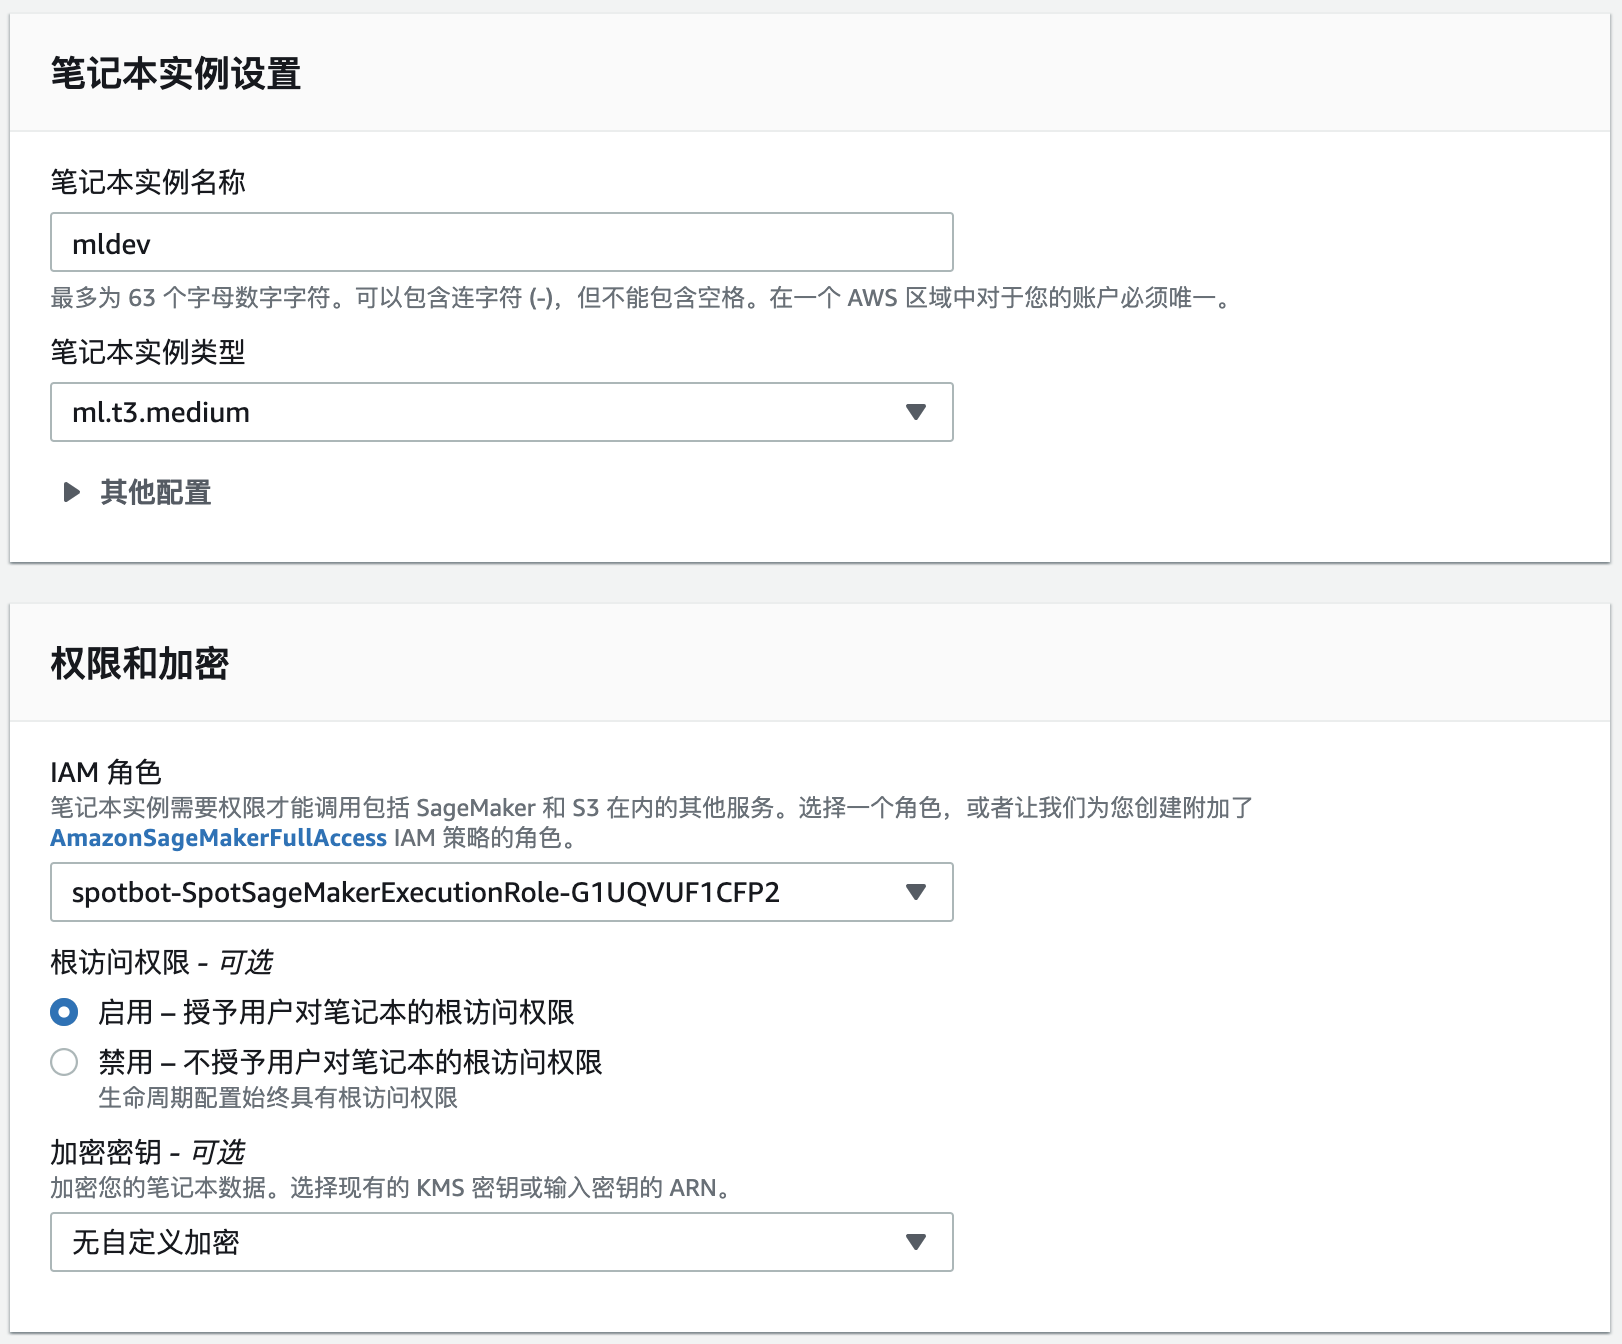 笔记本实例设置
笔记本实例名称
mldev
最多为 63 个字母数字字符。可以包含连字符 (-)，但不能包含空格。在一个 AWS 区域中对于您的账户必须唯一。
笔记本实例类型
ml.t3.medium
其他配置
权限和加密
IAM 角色
笔记本实例需要权限才能调用包括 SageMaker 和 S3 在内的其他服务。选择一个角色，或者让我们为您创建附加了
AmazonSageMakerFullAccess IAM 策略的角色。
spotbot-SpotSageMakerExecutionRole-G1UQVUF1CFP2
根访问权限 - 可选
启用 – 授予用户对笔记本的根访问权限
禁用 – 不授予用户对笔记本的根访问权限
生命周期配置始终具有根访问权限
加密密钥 - 可选
加密您的笔记本数据。选择现有的 KMS 密钥或输入密钥的 ARN。
无自定义加密